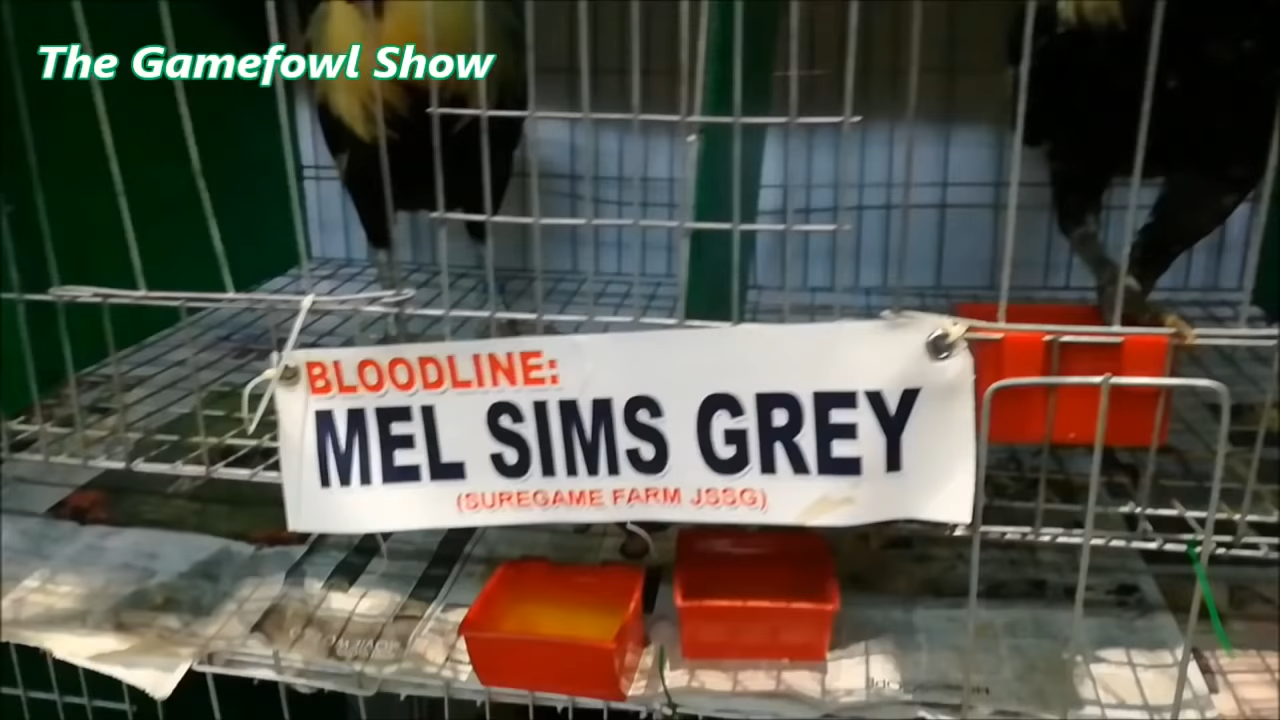 The Gamefowl Show
BLOODLINE:
MEL SIMS GREY
(SUREGAME FARM JSSG)